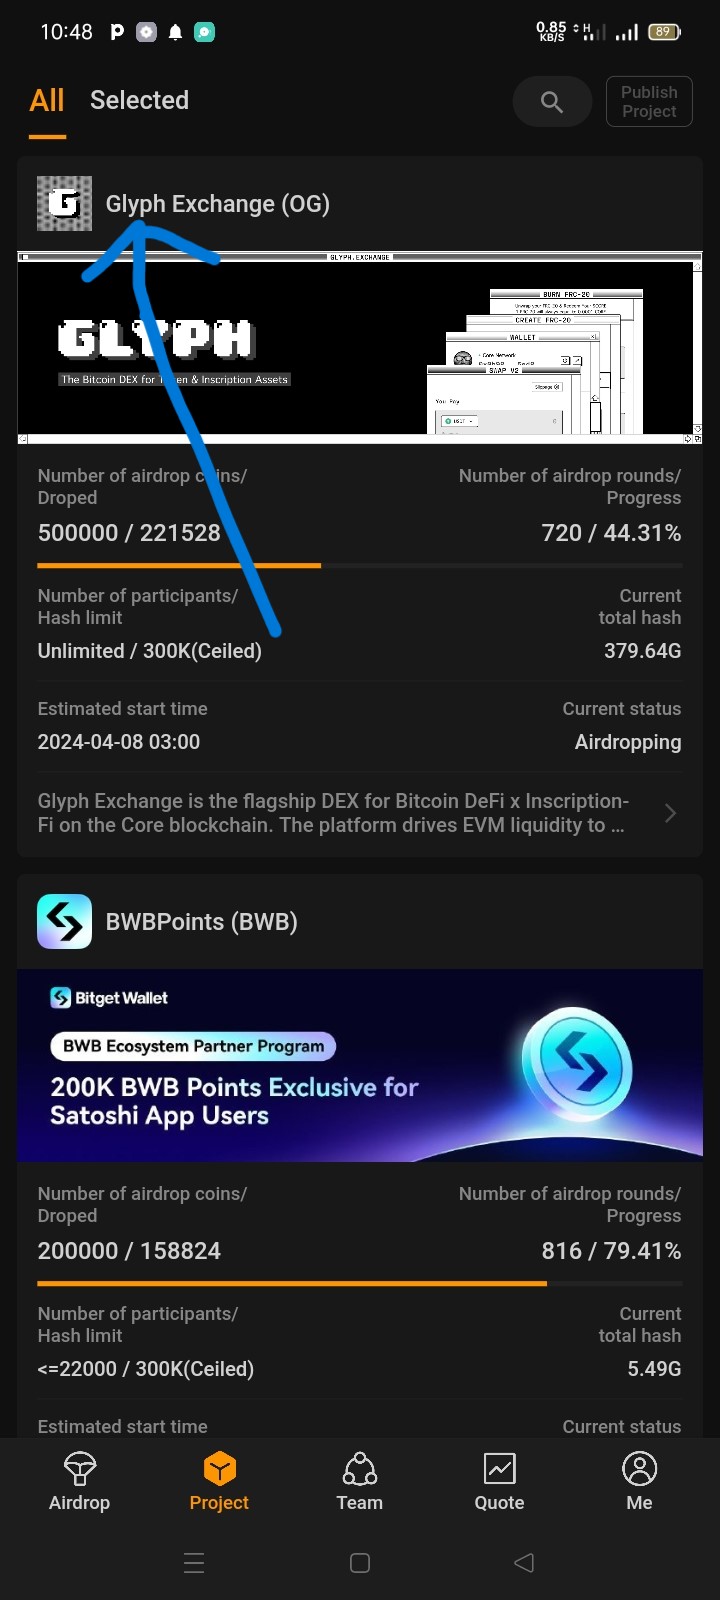 10:48
0.85
KB/S
H
89
All
Selected
Publish
Project
G
Glyph Exchange (OG)
GLYPH.EXCHANGE
GLYPH
The Bitcoin DEX for Token & Inscription Assets
BURN FRC-20
CREATE FRC-20
WALLET
Core Network
SWAP V2
Slippage
You Pay
Number of airdrop coins/
Droped
Number of airdrop rounds/
Progress
500000 / 221528
720 / 44.31%
Number of participants/
Hash limit
Current
total hash
Unlimited / 300K(Ceiled)
379.64G
Estimated start time
Current status
2024-04-08 03:00
Airdropping
Glyph Exchange is the flagship DEX for Bitcoin DeFi x Inscription-
Fi on the Core blockchain. The platform drives EVM liquidity to ...
BWBPoints (BWB)
Bitget Wallet
BWB Ecosystem Partner Program
200K BWB Points Exclusive for
Satoshi App Users
Number of airdrop coins/
Droped
Number of airdrop rounds/
Progress
200000 / 158824
816 / 79.41%
Number of participants/
Hash limit
Current
total hash
<=22000 / 300K(Ceiled)
5.49G
Estimated start time
Current status
Airdrop
Project
Team
Quote
Me